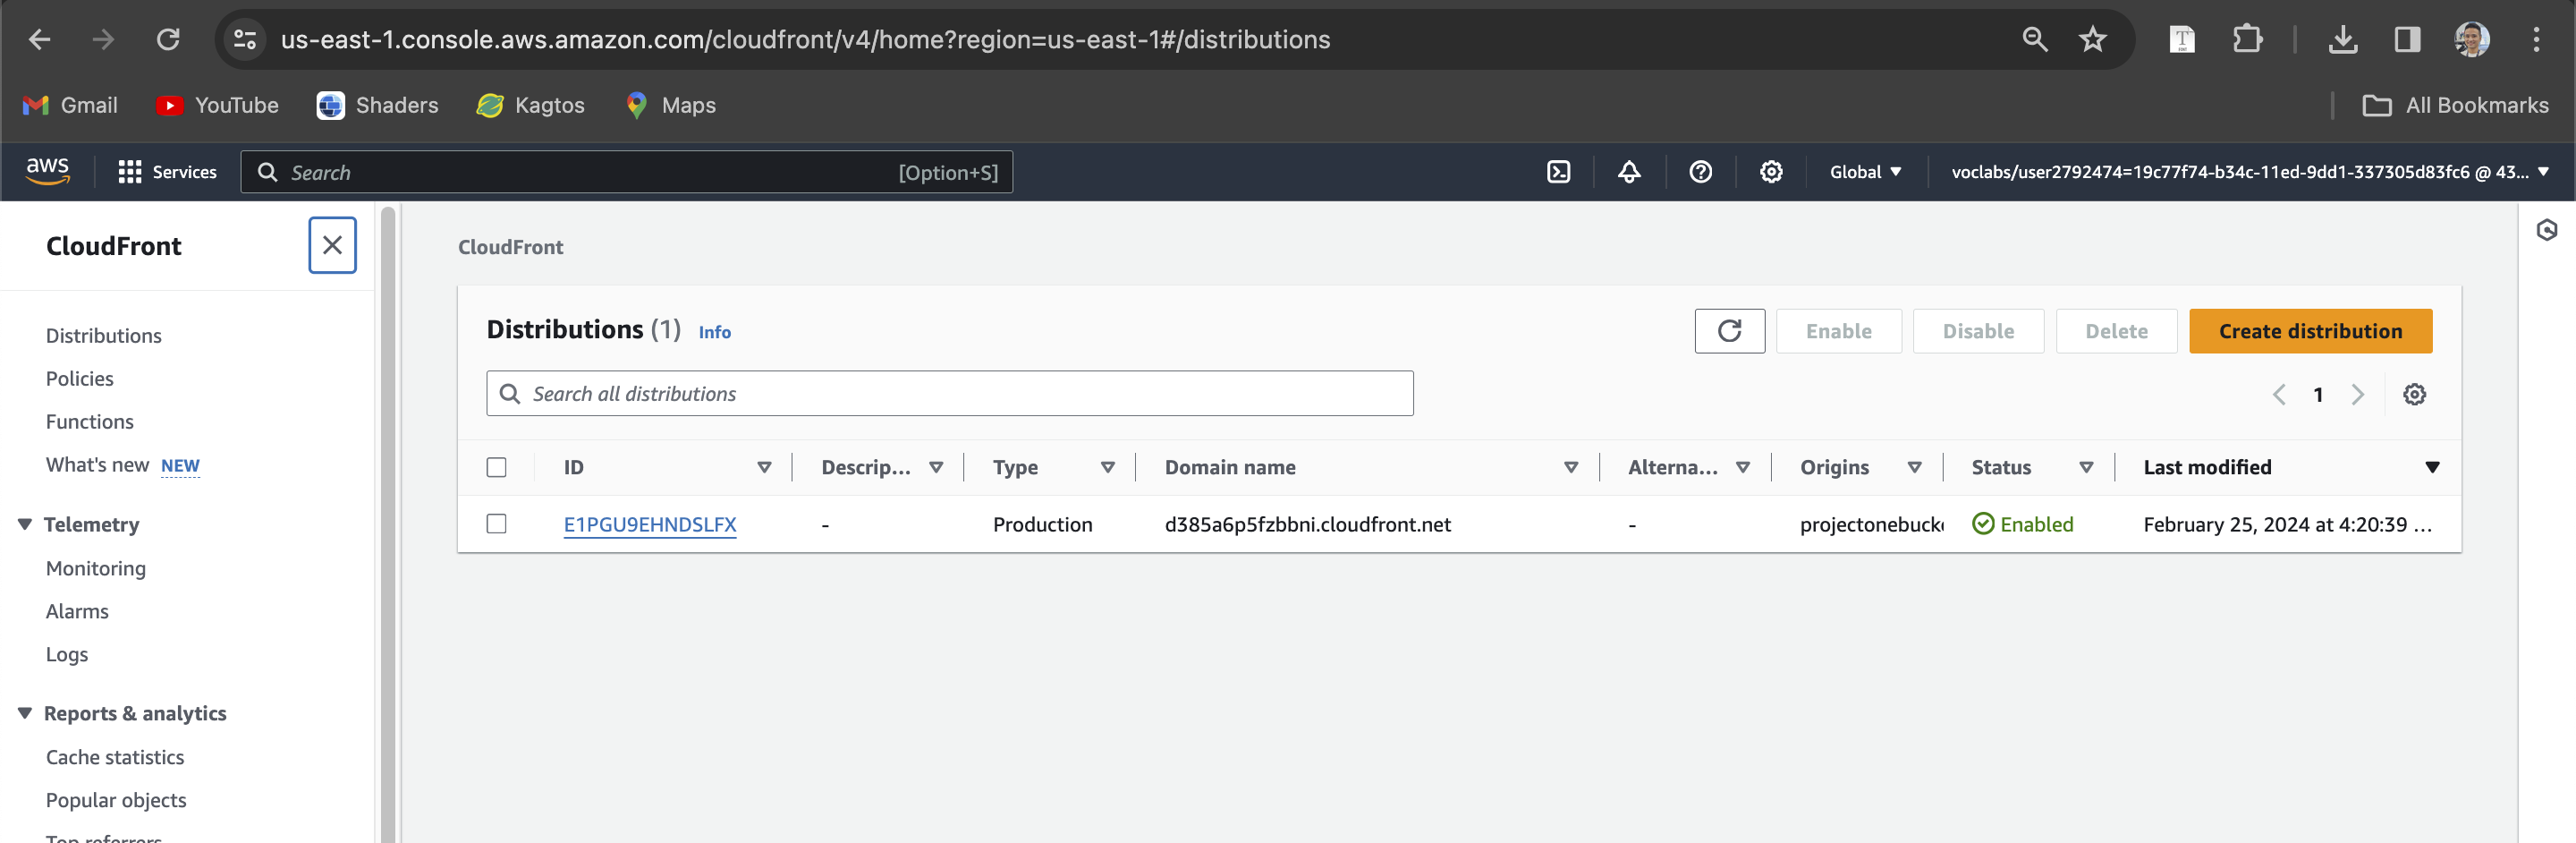 us-east-1.console.aws.amazon.com/cloudfront/v4/home?region=us-east-1#/distributions
Gmail YouTube Shaders Kagtos Maps All Bookmarks
aws Services Search [Option+S] Global voclabs/user2792474=19c77f74-b34c-11ed-9dd1-337305d83fc6 @ 43...
CloudFront
Distributions
Policies
Functions
What's new NEW
Telemetry
Monitoring
Alarms
Logs
Reports & analytics
Cache statistics
Popular objects
Top referrers
CloudFront
Distributions (1) Info Enable Disable Delete Create distribution
Search all distributions 1
ID Descrip... Type Domain name Alterna... Origins Status Last modified
E1PGU9EHNDSLFX - Production d385a6p5fzbbni.cloudfront.net - projectonebuck Enabled February 25, 2024 at 4:20:39 ...